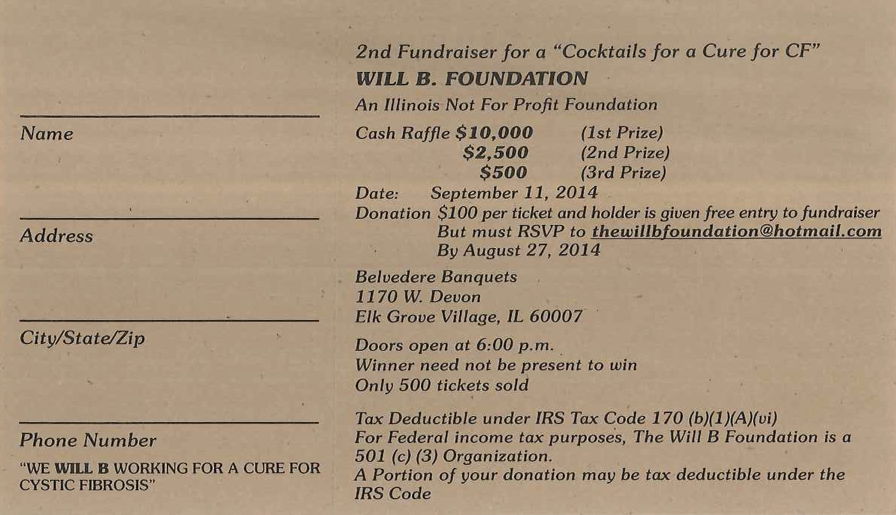 Name
Address
City/State/Zip
Phone Number
"WE WILL B WORKING FOR A CURE FOR
CYSTIC FIBROSIS"
2nd Fundraiser for a "Cocktails for a Cure for CF"
WILL B. FOUNDATION
An Illinois Not For Profit Foundation
Cash Raffle $10,000 (1st Prize)
$2,500 (2nd Prize)
$500 (3rd Prize)
Date: September 11, 2014
Donation $100 per ticket and holder is given free entry to fundraiser
But must RSVP to thewillbfoundation@hotmail.com
By August 27, 2014
Belvedere Banquets
1170 W. Devon
Elk Grove Village, IL 60007
Doors open at 6:00 p.m.
Winner need not be present to win
Only 500 tickets sold
Tax Deductible under IRS Tax Code 170 (b)(1)(A)(vi)
For Federal income tax purposes, The Will B Foundation is a
501 (c) (3) Organization.
A Portion of your donation may be tax deductible under the
IRS Code